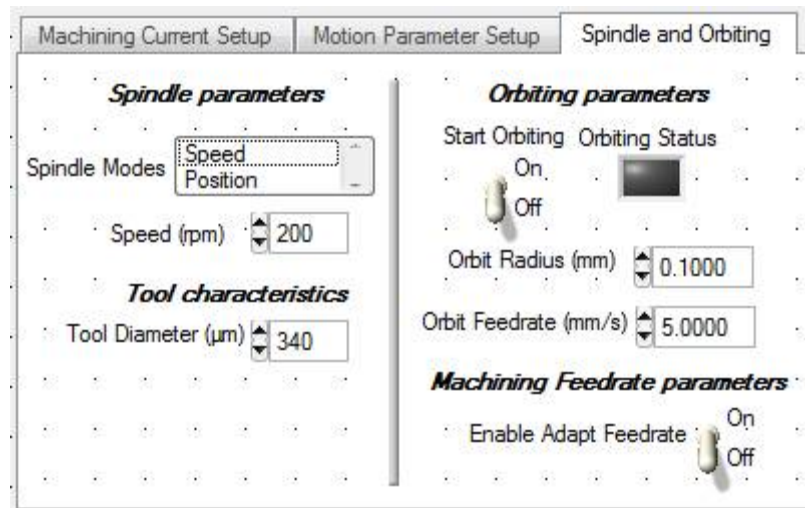 Machining Current Setup
Motion Parameter Setup
Spindle and Orbiting
Spindle parameters
Spindle Modes
Speed
Position
Speed (rpm)
200
Tool characteristics
Tool Diameter (μm)
340
Orbiting parameters
Start Orbiting
Orbiting Status
On
Off
Orbit Radius (mm)
0.1000
Orbit Feedrate (mm/s)
5.0000
Machining Feedrate parameters
Enable Adapt Feedrate
On
Off